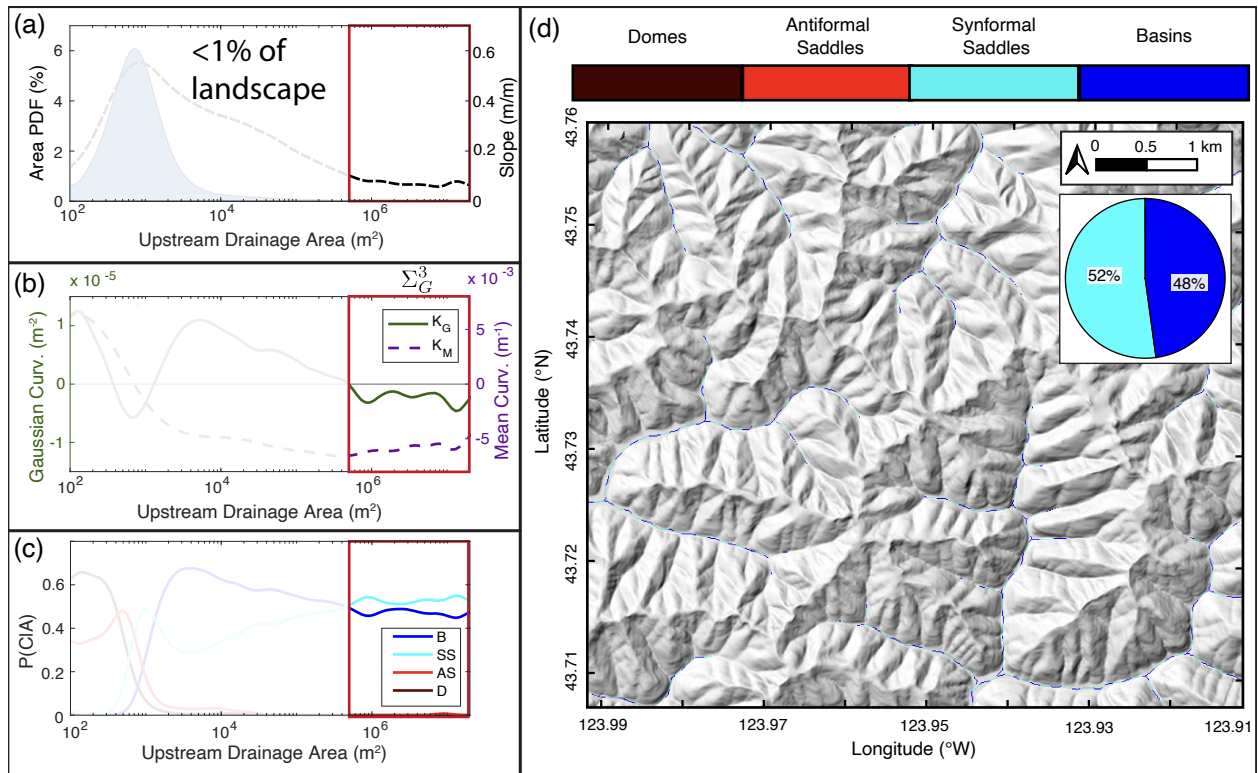 (a)
<1% of
landscape
Area PDF (%)
6
4
2
0
Slope (m/m)
0.6
0.4
0.2
0
10² 10⁴ 10⁶
Upstream Drainage Area (m²)
(b)
x 10⁻⁵
Σ³G
x 10⁻³
Gaussian Curv. (m⁻²)
1
0
-1
KG
KM
Mean Curv. (m⁻¹)
5
0
-5
10² 10⁴ 10⁶
Upstream Drainage Area (m²)
(c)
P(CIA)
0.6
0.4
0.2
0
B
SS
AS
D
10² 10⁴ 10⁶
Upstream Drainage Area (m²)
(d)
Domes
Antiformal
Saddles
Synformal
Saddles
Basins
0 0.5 1 km
52%
48%
Latitude (°N)
43.76
43.75
43.74
43.73
43.72
43.71
123.99 123.97 123.95 123.93 123.91
Longitude (°W)